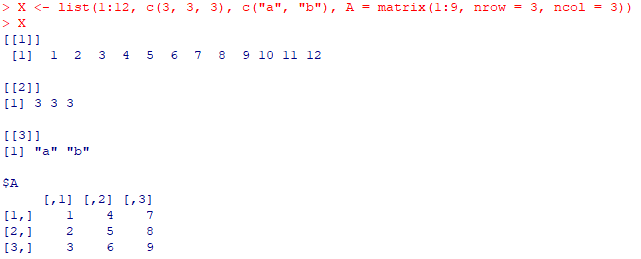 > X <- list(1:12, c(3, 3, 3), c("a", "b"), A = matrix(1:9, nrow = 3, ncol = 3))
> X
[[1]]
 [1]  1  2  3  4  5  6  7  8  9 10 11 12

[[2]]
[1] 3 3 3

[[3]]
[1] "a" "b"

$A
     [,1] [,2] [,3]
[1,]    1    4    7
[2,]    2    5    8
[3,]    3    6    9